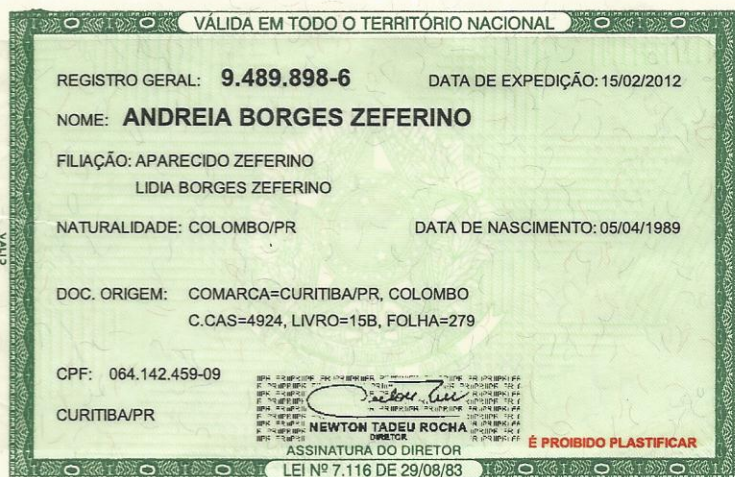 VÁLIDA EM TODO O TERRITÓRIO NACIONAL
REGISTRO GERAL: 9.489.898-6 DATA DE EXPEDIÇÃO: 15/02/2012
NOME: ANDREIA BORGES ZEFERINO
FILIAÇÃO: APARECIDO ZEFERINO
LIDIA BORGES ZEFERINO
NATURALIDADE: COLOMBO/PR DATA DE NASCIMENTO: 05/04/1989
DOC. ORIGEM: COMARCA=CURITIBA/PR, COLOMBO
C.CAS=4924, LIVRO=15B, FOLHA=279
CPF: 064.142.459-09
CURITIBA/PR
NEWTON TADEU ROCHA
DIRETOR
É PROIBIDO PLASTIFICAR
ASSINATURA DO DIRETOR
LEI Nº 7.116 DE 29/08/83